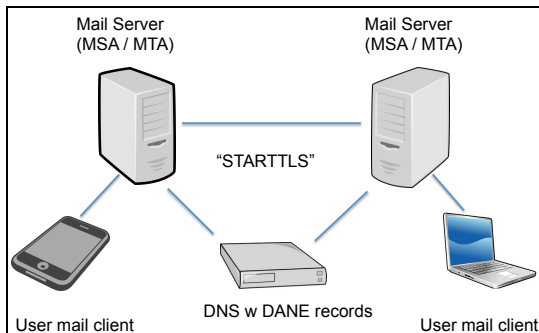 Mail Server
(MSA / MTA)
Mail Server
(MSA / MTA)
“STARTTLS”
DNS w DANE records
User mail client
User mail client